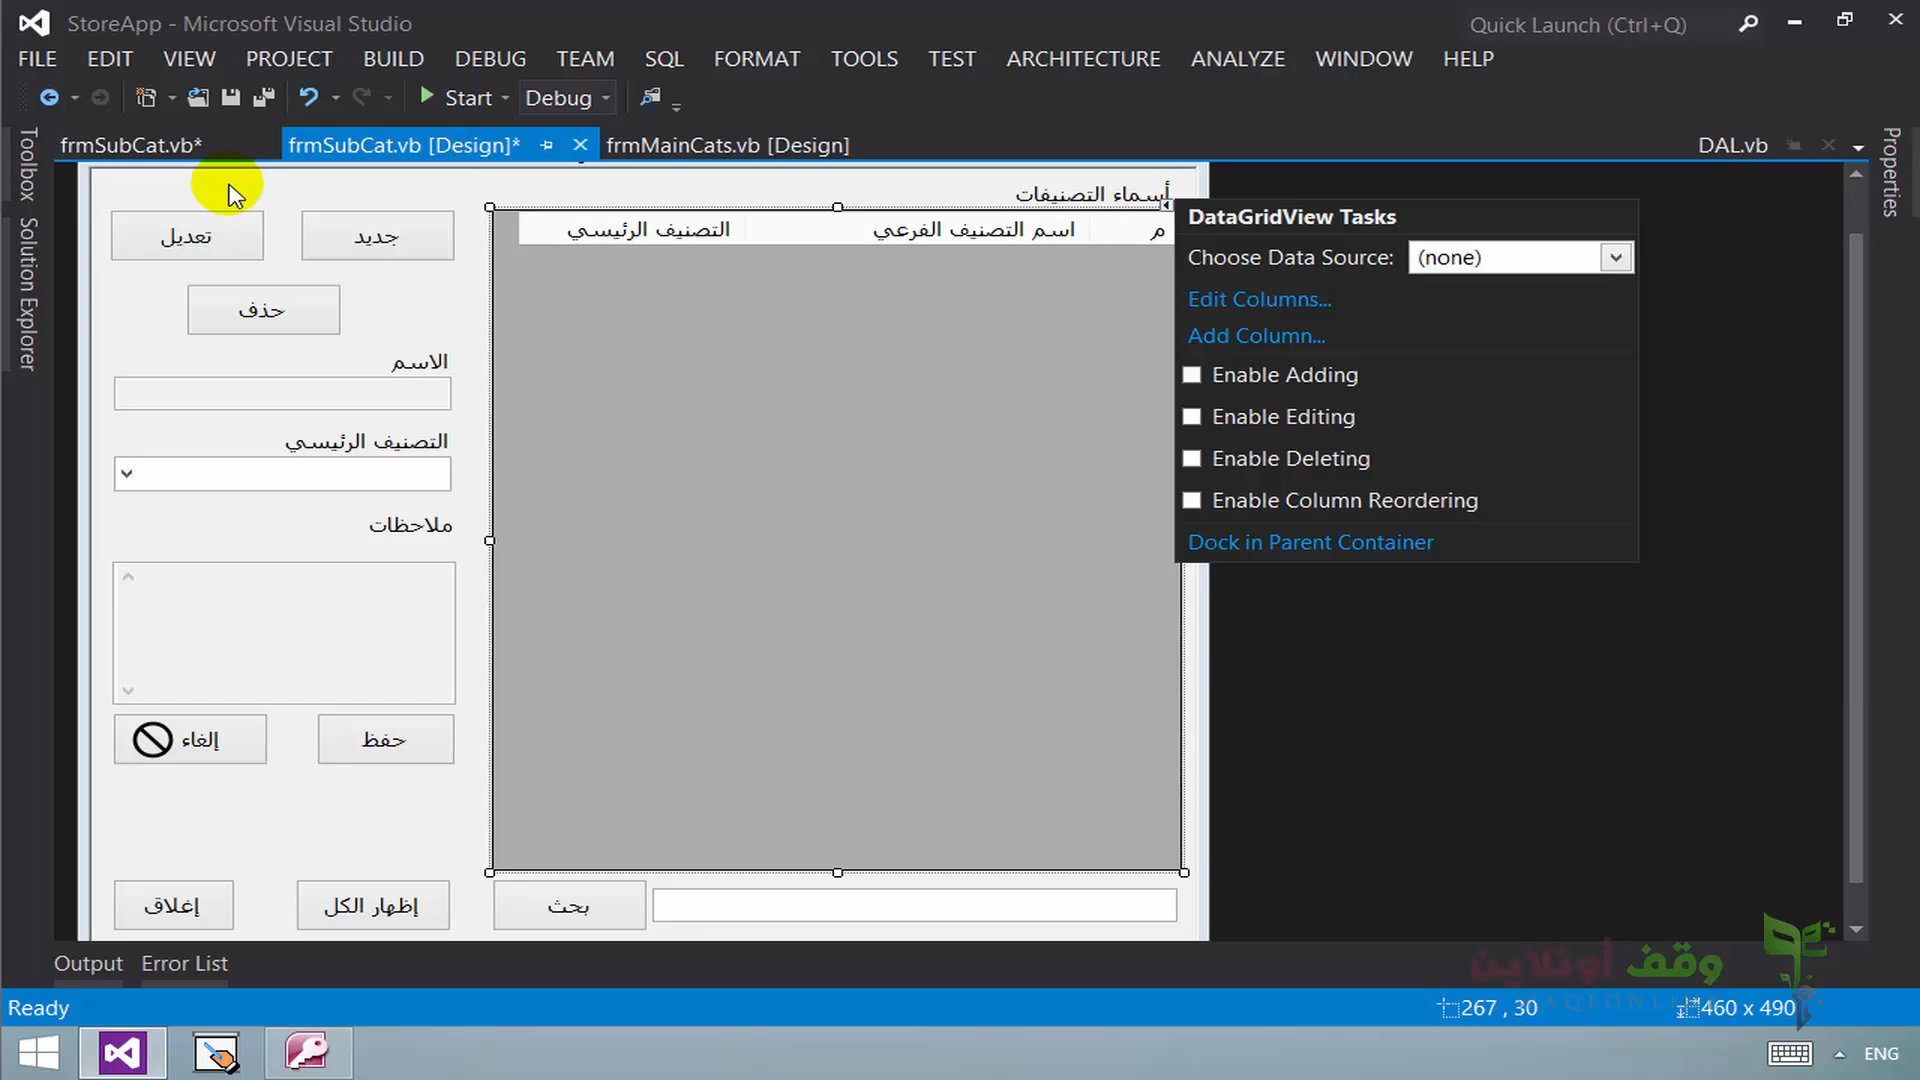 StoreApp - Microsoft Visual Studio
Quick Launch (Ctrl+Q)
FILE EDIT VIEW PROJECT BUILD DEBUG TEAM SQL FORMAT TOOLS TEST ARCHITECTURE ANALYZE WINDOW HELP
Start Debug
frmSubCat.vb* frmSubCat.vb [Design]* frmMainCats.vb [Design] DAL.vb
Toolbox
Solution Explorer
Properties
أسماء التصنيفات
م اسم التصنيف الفرعي التصنيف الرئيسي
جديد تعديل
حذف
الاسم
التصنيف الرئيسي
ملاحظات
حفظ إلغاء
بحث إظهار الكل إغلاق
DataGridView Tasks
Choose Data Source: (none)
Edit Columns...
Add Column...
Enable Adding
Enable Editing
Enable Deleting
Enable Column Reordering
Dock in Parent Container
Output Error List
وقف أونلاين
Ready 267 , 30 460 x 490
ENG